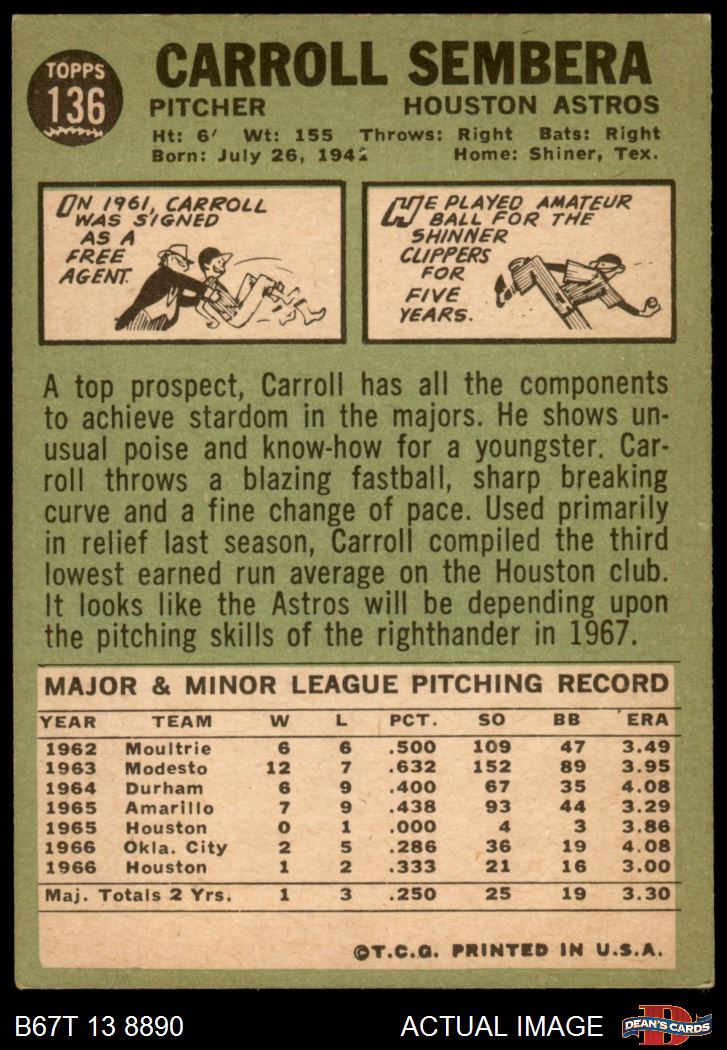 TOPPS
136
CARROLL SEMBERA
PITCHER HOUSTON ASTROS
Ht: 6' Wt: 155 Throws: Right Bats: Right
Born: July 26, 1941 Home: Shiner, Tex.
IN 1961, CARROLL
WAS SIGNED
AS A
FREE
AGENT.
HE PLAYED AMATEUR
BALL FOR THE
SHINNER
CLIPPERS
FOR
FIVE
YEARS.
A top prospect, Carroll has all the components
to achieve stardom in the majors. He shows un-
usual poise and know-how for a youngster. Car-
roll throws a blazing fastball, sharp breaking
curve and a fine change of pace. Used primarily
in relief last season, Carroll compiled the third
lowest earned run average on the Houston club.
It looks like the Astros will be depending upon
the pitching skills of the righthander in 1967.
MAJOR & MINOR LEAGUE PITCHING RECORD
YEAR TEAM W L PCT. SO BB ERA
1962 Moultrie 6 6 .500 109 47 3.49
1963 Modesto 12 7 .632 152 89 3.95
1964 Durham 6 9 .400 67 35 4.08
1965 Amarillo 7 9 .438 93 44 3.29
1965 Houston 0 1 .000 4 3 3.86
1966 Okla. City 2 5 .286 36 19 4.08
1966 Houston 1 2 .333 21 16 3.00
Maj. Totals 2 Yrs. 1 3 .250 25 19 3.30
©T.C.G. PRINTED IN U.S.A.
B67T 13 8890 ACTUAL IMAGE
D
DEAN'S CARDS